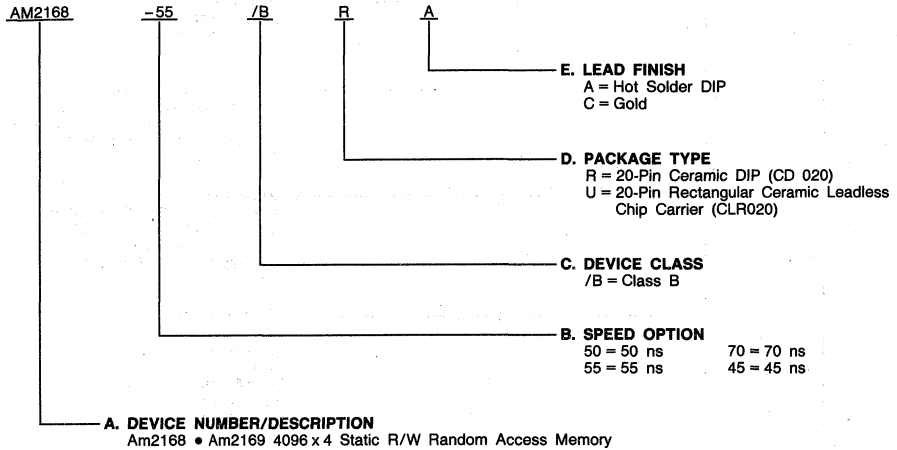 AM2168 -55 /B R A
E. LEAD FINISH
A = Hot Solder DIP
C = Gold
D. PACKAGE TYPE
R = 20-Pin Ceramic DIP (CD 020)
U = 20-Pin Rectangular Ceramic Leadless
Chip Carrier (CLR020)
C. DEVICE CLASS
/B = Class B
B. SPEED OPTION
50 = 50 ns 70 = 70 ns
55 = 55 ns 45 = 45 ns
A. DEVICE NUMBER/DESCRIPTION
Am2168 • Am2169 4096 x 4 Static R/W Random Access Memory